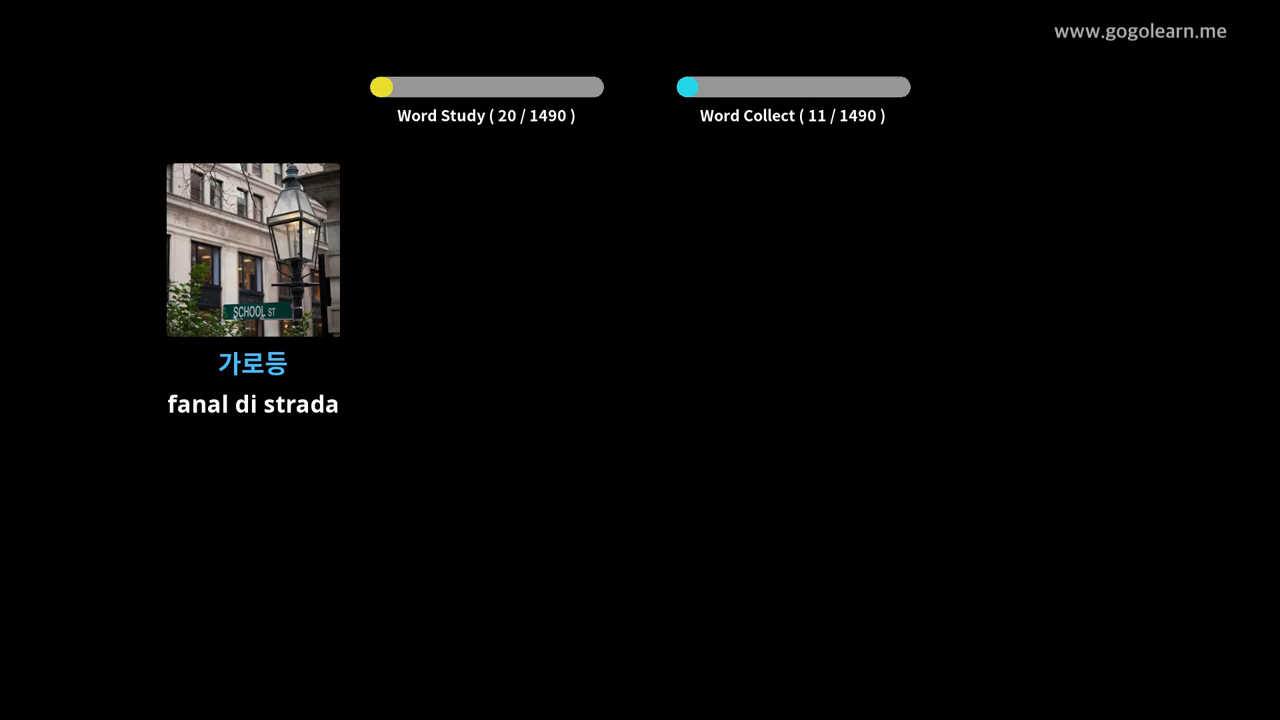 www.gogolearn.me
Word Study ( 20 / 1490 )
Word Collect ( 11 / 1490 )
SCHOOL ST
가로등
fanal di strada